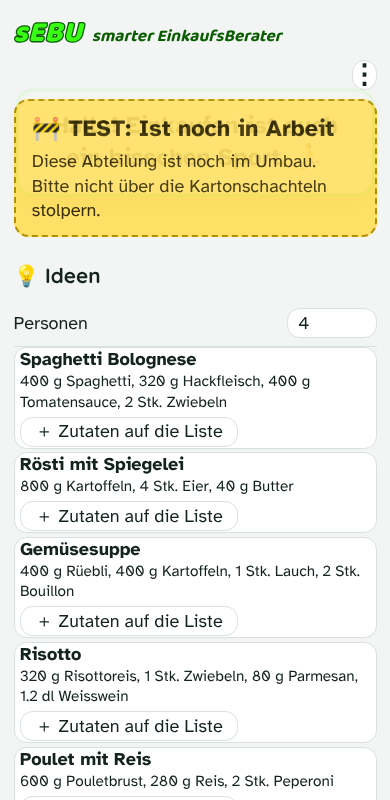 sEBU smarter EinkaufsBerater
🚧 TEST: Ist noch in Arbeit
Diese Abteilung ist noch im Umbau.
Bitte nicht über die Kartonschachteln
stolpern.
💡 Ideen
Personen 4
Spaghetti Bolognese
400 g Spaghetti, 320 g Hackfleisch, 400 g
Tomatensauce, 2 Stk. Zwiebeln
+ Zutaten auf die Liste
Rösti mit Spiegelei
800 g Kartoffeln, 4 Stk. Eier, 40 g Butter
+ Zutaten auf die Liste
Gemüsesuppe
400 g Rüebli, 400 g Kartoffeln, 1 Stk. Lauch, 2 Stk.
Bouillon
+ Zutaten auf die Liste
Risotto
320 g Risottoreis, 1 Stk. Zwiebeln, 80 g Parmesan,
1.2 dl Weisswein
+ Zutaten auf die Liste
Poulet mit Reis
600 g Pouletbrust, 280 g Reis, 2 Stk. Peperoni